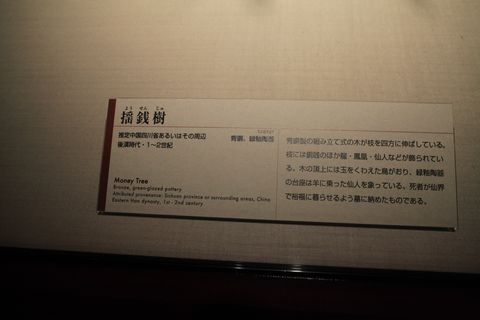 よう せん じゅ
揺銭樹
推定中国四川省あるいはその周辺
後漢時代・1〜2世紀
青銅、緑釉陶器
Money Tree
Bronze, green-glazed pottery
Attributed provenance: Sichuan province or surrounding areas, China
Eastern Han dynasty, 1st - 2nd century
青銅製の組み立て式の木が枝を四方に伸ばしている。
枝には銅銭のほか龍・鳳凰・仙人などが飾られてい
る。木の頂上には玉をくわえた鳥がおり、緑釉陶器
の台座は羊に乗った仙人を象っている。死者が仙界
で裕福に暮らせるよう墓に納めたものである。